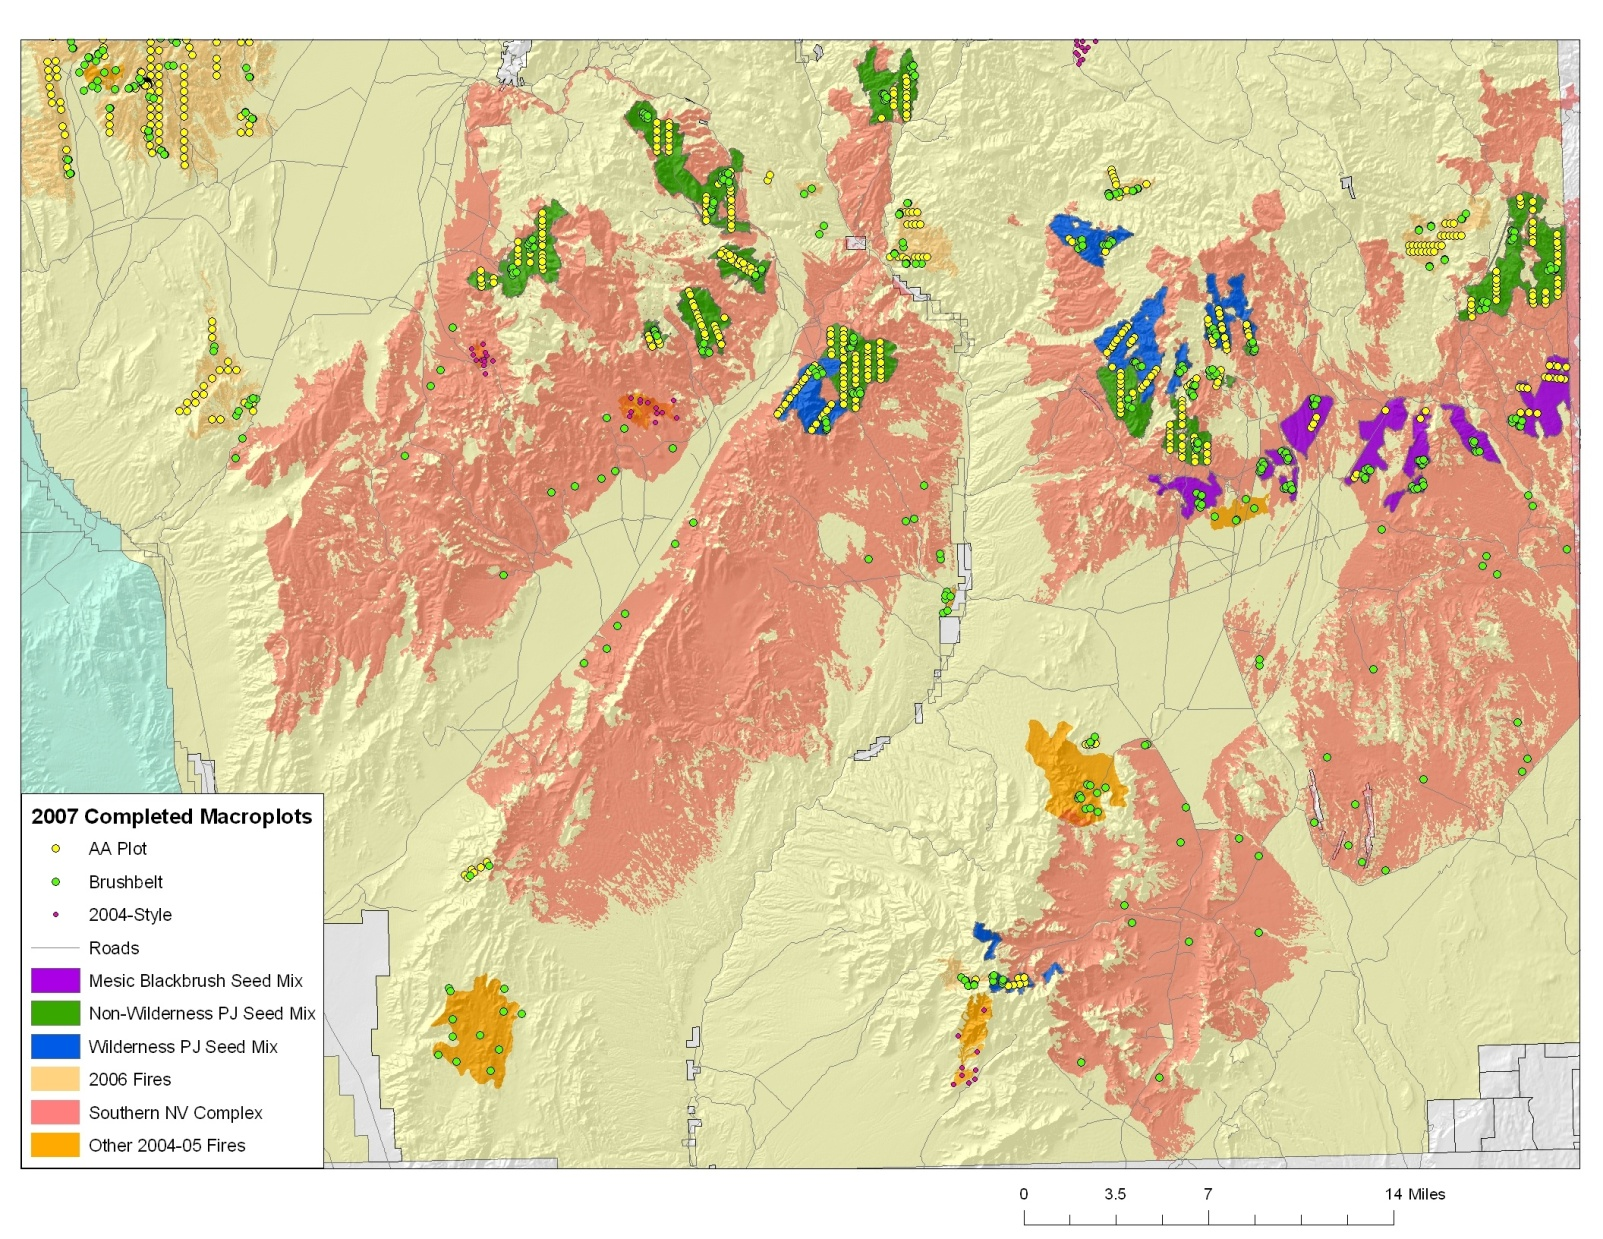 2007 Completed Macroplots
AA Plot
Brushbelt
2004-Style
Roads
Mesic Blackbrush Seed Mix
Non-Wilderness PJ Seed Mix
Wilderness PJ Seed Mix
2006 Fires
Southern NV Complex
Other 2004-05 Fires
0 3.5 7 14 Miles